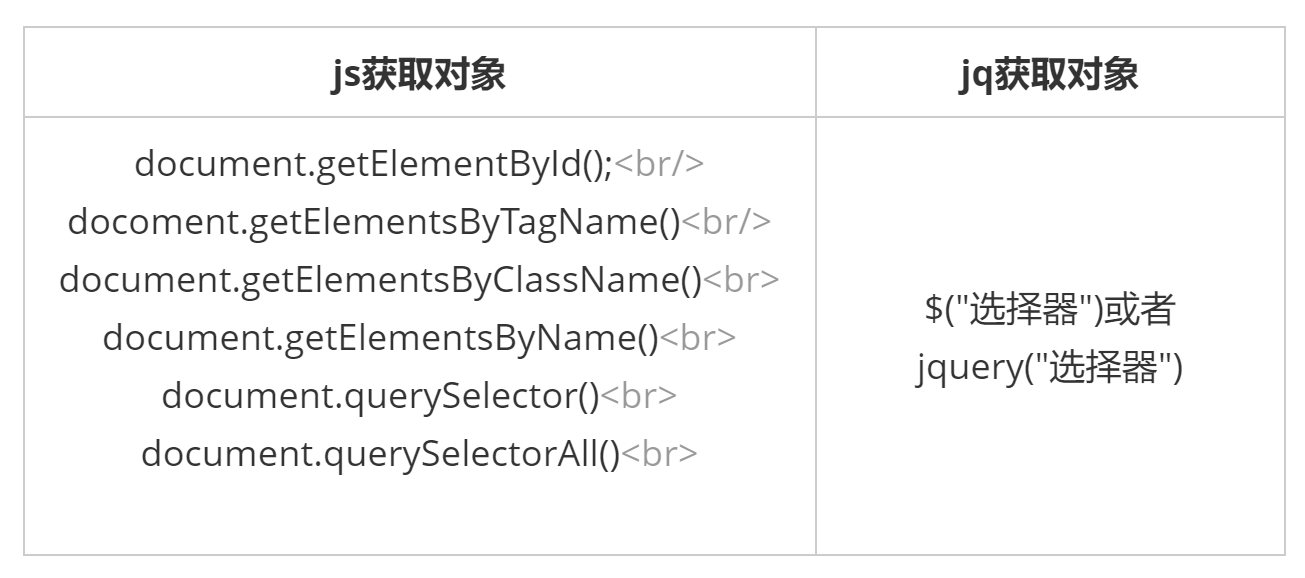 js获取对象
jq获取对象
document.getElementById();<br/>
docoment.getElementsByTagName()<br/>
document.getElementsByClassName()<br>
document.getElementsByName()<br>
document.querySelector()<br>
document.querySelectorAll()<br>
$("选择器")或者
jquery("选择器")